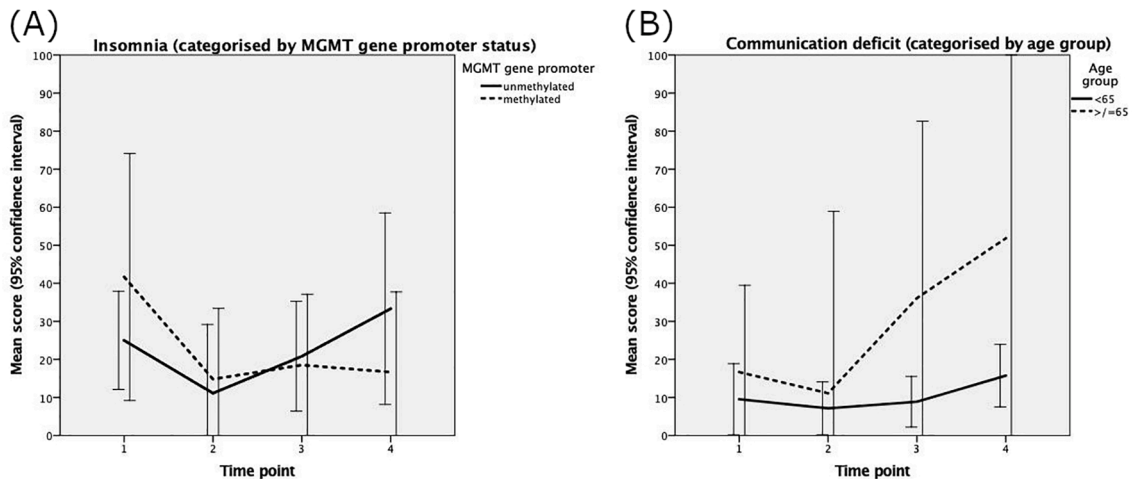 (A)
Insomnia (categorised by MGMT gene promoter status)
MGMT gene promoter
unmethylated
methylated
Mean score (95% confidence interval)
100
90
80
70
60
50
40
30
20
10
0
1 2 3 4
Time point
(B)
Communication deficit (categorised by age group)
Age
group
<65
>/=65
Mean score (95% confidence interval)
100
90
80
70
60
50
40
30
20
10
0
1 2 3 4
Time point